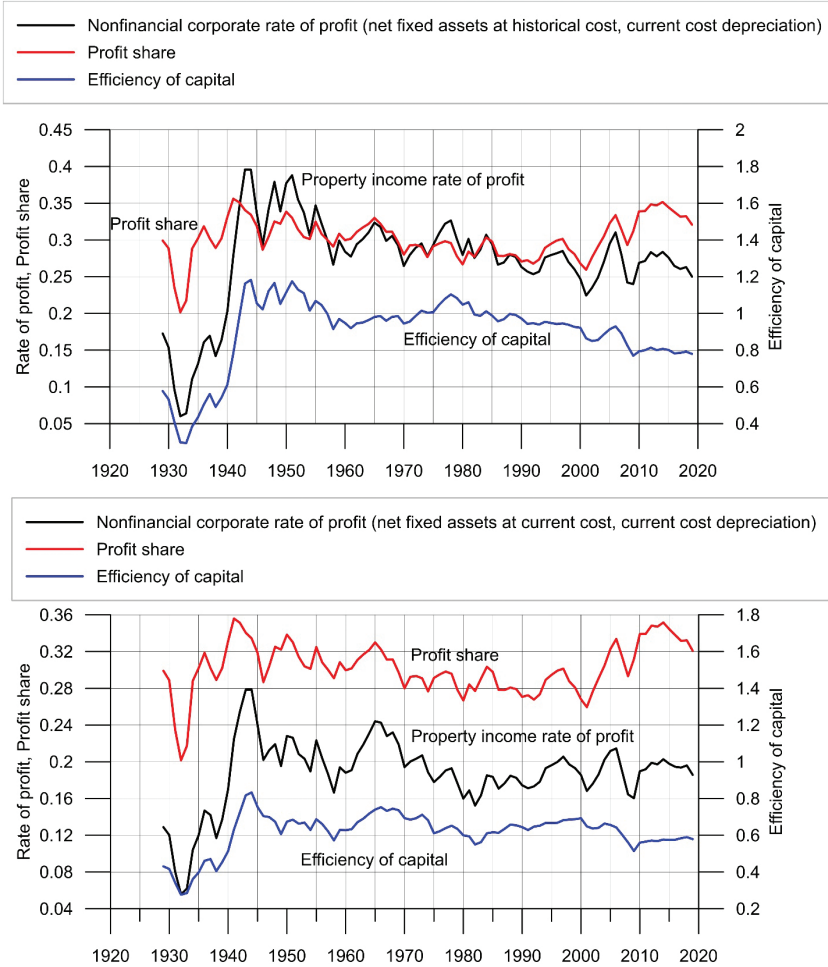 Nonfinancial corporate rate of profit (net fixed assets at historical cost, current cost depreciation)
Profit share
Efficiency of capital
0.45
0.4
0.35
0.3
0.25
0.2
0.15
0.1
0.05
Rate of profit, Profit share
2
1.8
1.6
1.4
1.2
1
0.8
0.6
0.4
Efficiency of capital
Property income rate of profit
Profit share
Efficiency of capital
1920 1930 1940 1950 1960 1970 1980 1990 2000 2010 2020
Nonfinancial corporate rate of profit (net fixed assets at current cost, current cost depreciation)
Profit share
Efficiency of capital
0.36
0.32
0.28
0.24
0.2
0.16
0.12
0.08
0.04
Rate of profit, Profit share
1.8
1.6
1.4
1.2
1
0.8
0.6
0.4
0.2
Efficiency of capital
Profit share
Property income rate of profit
Efficiency of capital
1920 1930 1940 1950 1960 1970 1980 1990 2000 2010 2020